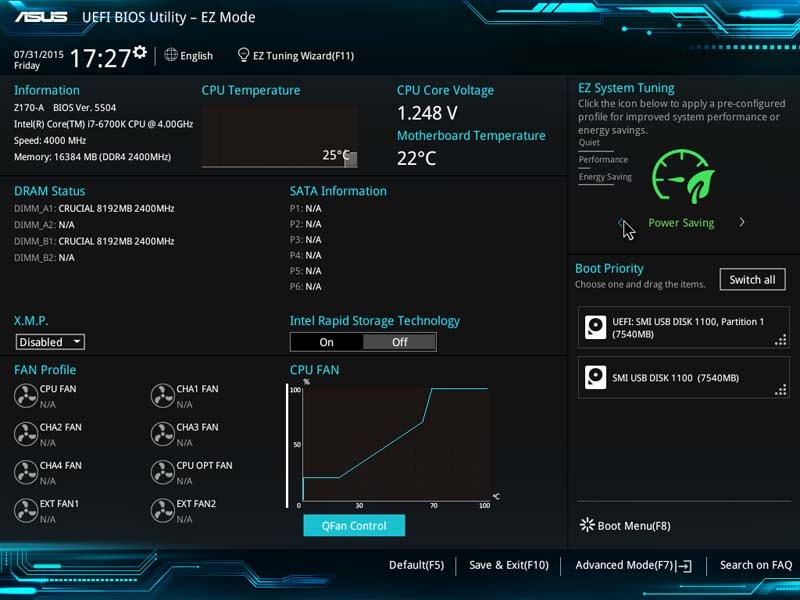 ASUS UEFI BIOS Utility – EZ Mode
07/31/2015
Friday
17:27
English
EZ Tuning Wizard(F11)
Information
Z170-A BIOS Ver. 5504
Intel(R) Core(TM) i7-6700K CPU @ 4.00GHz
Speed: 4000 MHz
Memory: 16384 MB (DDR4 2400MHz)
CPU Temperature
25°C
CPU Core Voltage
1.248 V
Motherboard Temperature
22°C
EZ System Tuning
Click the icon below to apply a pre-configured
profile for improved system performance or
energy savings.
Quiet
Performance
Energy Saving
Power Saving
DRAM Status
DIMM_A1: CRUCIAL 8192MB 2400MHz
DIMM_A2: N/A
DIMM_B1: CRUCIAL 8192MB 2400MHz
DIMM_B2: N/A
SATA Information
P1: N/A
P2: N/A
P3: N/A
P4: N/A
P5: N/A
P6: N/A
Boot Priority
Choose one and drag the items.
Switch all
UEFI: SMI USB DISK 1100, Partition 1
(7540MB)
SMI USB DISK 1100 (7540MB)
X.M.P.
Disabled
Intel Rapid Storage Technology
On Off
FAN Profile
CPU FAN
N/A
CHA1 FAN
N/A
CHA2 FAN
N/A
CHA3 FAN
N/A
CHA4 FAN
N/A
CPU OPT FAN
N/A
EXT FAN1
N/A
EXT FAN2
N/A
CPU FAN
%
100
50
0 30 70 100
°C
QFan Control
Boot Menu(F8)
Default(F5)
Save & Exit(F10)
Advanced Mode(F7)
Search on FAQ